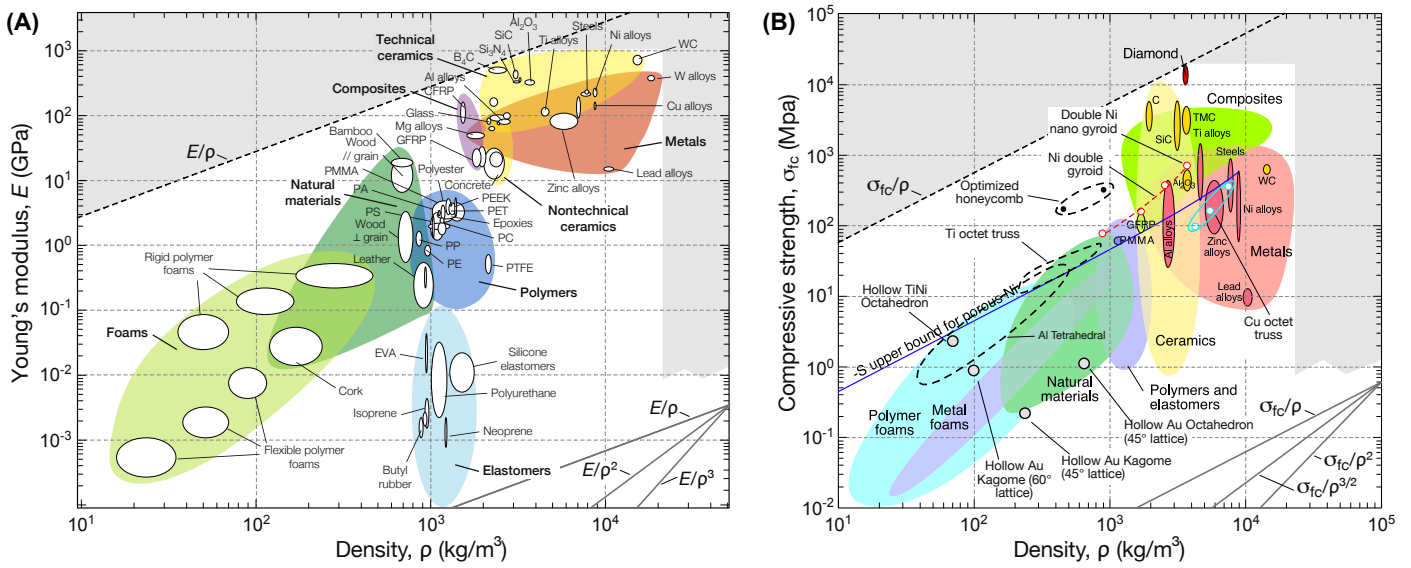 (A)
Young's modulus, E (GPa)
10³
10²
10¹
10⁰
10⁻¹
10⁻²
10⁻³
10¹
10²
10³
10⁴
Density, ρ (kg/m³)
Al₂O₃
SiC
Si₃N₄
B₄C
Technical
ceramics
Ti alloys
Steels
Ni alloys
WC
W alloys
Cu alloys
Metals
Lead alloys
Zinc alloys
Al alloys
CFRP
Composites
Glass
Mg alloys
GFRP
Bamboo
Wood
// grain
PMMA
Natural
materials
Polyester
PA
Concrete
PEEK
PET
Epoxies
PC
Nontechnical
ceramics
PS
Wood
⊥ grain
PP
PE
PTFE
Leather
Polymers
Rigid polymer
foams
Foams
Cork
Flexible polymer
foams
EVA
Silicone
elastomers
Polyurethane
Isoprene
Neoprene
Butyl
rubber
Elastomers
E/ρ
E/ρ
E/ρ²
E/ρ³
(B)
Compressive strength, σfc (Mpa)
10⁵
10⁴
10³
10²
10¹
10⁰
10⁻¹
10⁻²
10¹
10²
10³
10⁴
10⁵
Density, ρ (kg/m³)
Diamond
C
Composites
TMC
Ti alloys
SiC
Steels
Double Ni
nano gyroid
Ni double
gyroid
Al₂O₃
WC
σfc/ρ
Optimized
honeycomb
Ni alloys
GFRP
PMMA
Al alloys
Zinc
alloys
Metals
Ti octet truss
Lead
alloys
Hollow TiNi
Octahedron
-S upper bound for porous Ni
Cu octet
truss
Al Tetrahedral
Ceramics
Natural
materials
Polymers and
elastomers
Polymer
foams
Metal
foams
Hollow Au Octahedron
(45° lattice)
Hollow Au Kagome
(45° lattice)
Hollow Au
Kagome (60°
lattice)
σfc/ρ
σfc/ρ²
σfc/ρ³/²